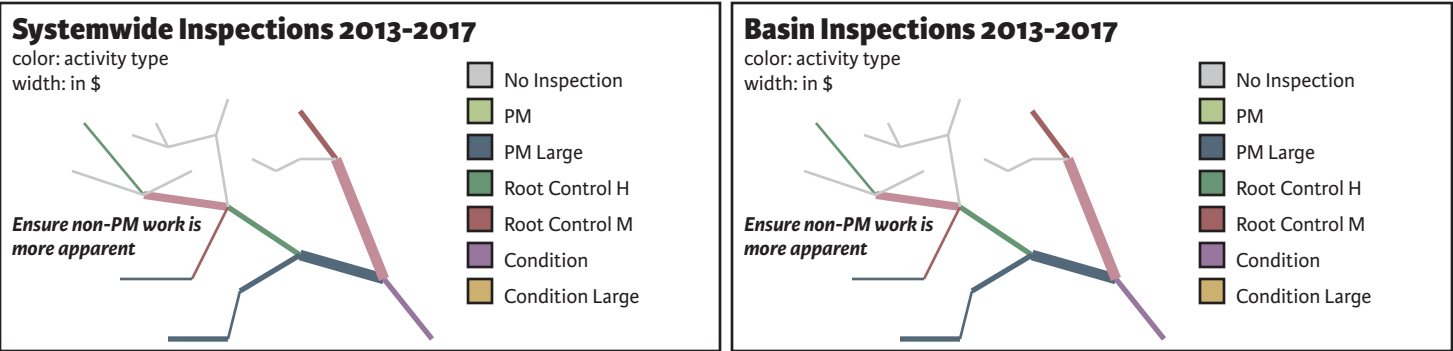 Systemwide Inspections 2013-2017
color: activity type
width: in $
No Inspection
PM
PM Large
Root Control H
Root Control M
Condition
Condition Large
Ensure non-PM work is
more apparent
Basin Inspections 2013-2017
color: activity type
width: in $
No Inspection
PM
PM Large
Root Control H
Root Control M
Condition
Condition Large
Ensure non-PM work is
more apparent